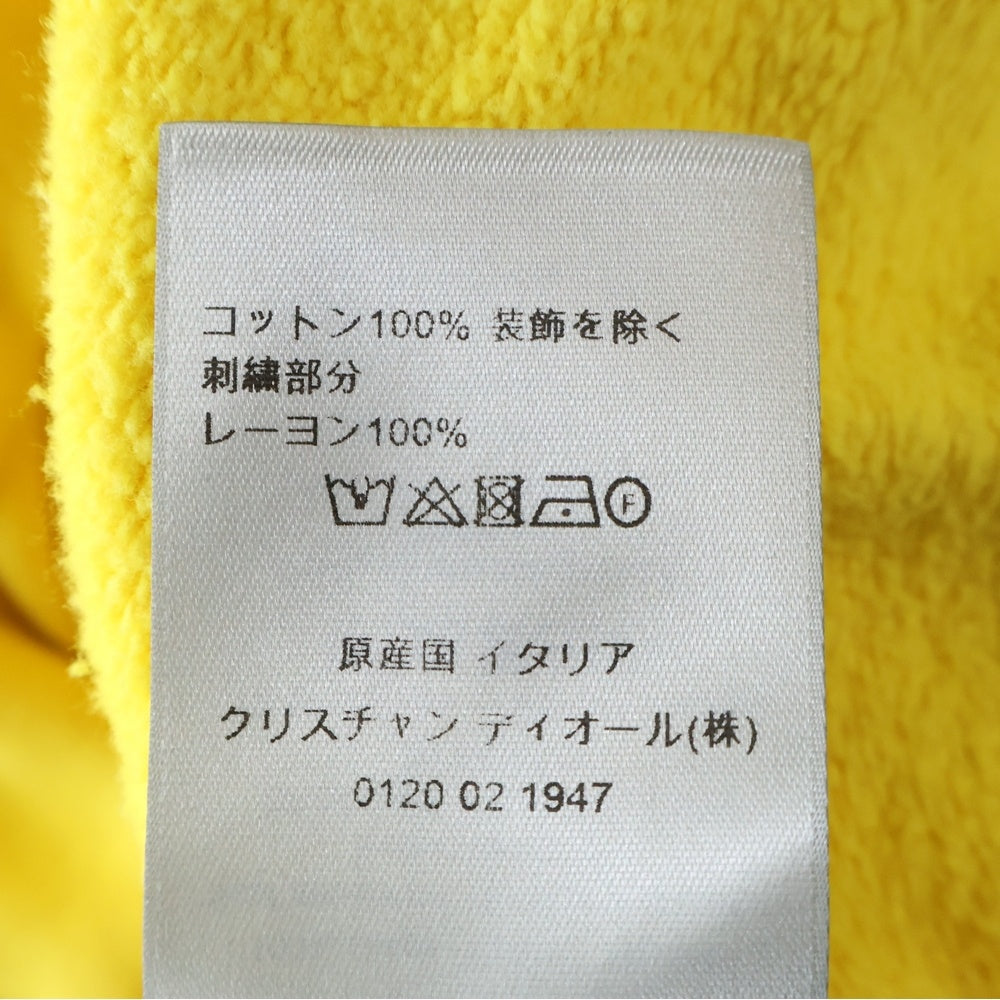 コットン100% 装飾を除く
刺繍部分
レーヨン100%
F
原産国 イタリア
クリスチャン ディオール(株)
0120 02 1947